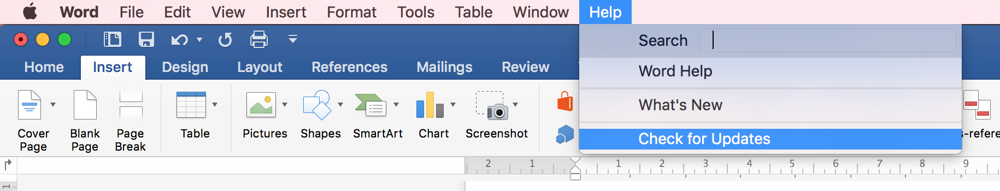 Word File Edit View Insert Format Tools Table Window Help
Search
Home Insert Design Layout References Mailings Review
Word Help
What's New
Cover Page
Blank Page
Page Break
Table
Pictures
Shapes
SmartArt
Chart
Screenshot
s-refere
Check for Updates
2 1 1 2 3 4 5 6 7 8 9
1